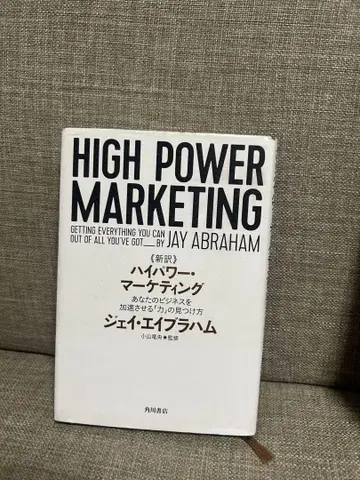 HIGH POWER
MARKETING
GETTING EVERYTHING YOU CAN
OUT OF ALL YOU'VE GOT__BY JAY ABRAHAM
《新訳》
ハイパワー・
マーケティング
あなたのビジネスを
加速させる「力」の見つけ方
ジェイ・エイブラハム
小山竜央★監修
角川書店